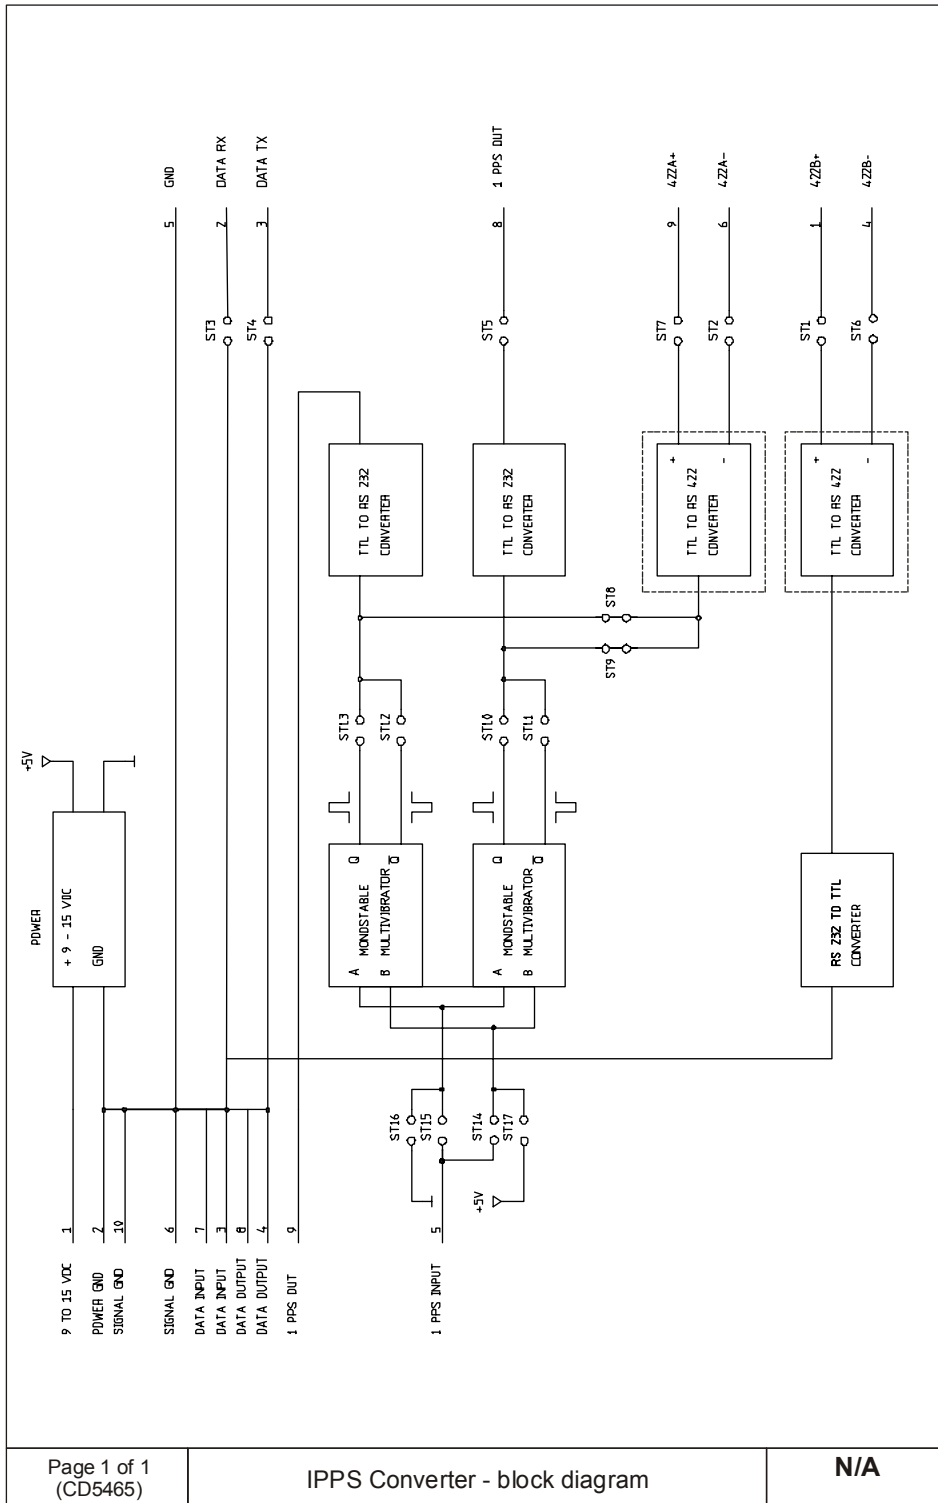 9 TO 15 VDC
1
POWER GND
2
SIGNAL GND
10
SIGNAL GND
6
DATA INPUT
7
DATA INPUT
3
DATA OUTPUT
8
DATA OUTPUT
4
1 PPS OUT
9
1 PPS INPUT
5
POWER
+ 9 - 15 VDC
GND
+5V
ST16
ST15
ST14
ST17
+5V
A
B
MONOSTABLE
MULTIVIBRATOR
Q
Q
A
B
MONOSTABLE
MULTIVIBRATOR
Q
Q
RS 232 TO TTL
CONVERTER
ST13
ST12
ST10
ST11
ST8
ST9
TTL TO RS 232
CONVERTER
TTL TO RS 232
CONVERTER
TTL TO RS 422
CONVERTER
+
-
TTL TO RS 422
CONVERTER
+
-
ST3
ST4
ST5
ST7
ST2
ST1
ST6
5
GND
2
DATA RX
3
DATA TX
8
1 PPS OUT
9
422A+
6
422A-
1
422B+
4
422B-
Page 1 of 1
(CD5465)
IPPS Converter - block diagram
N/A